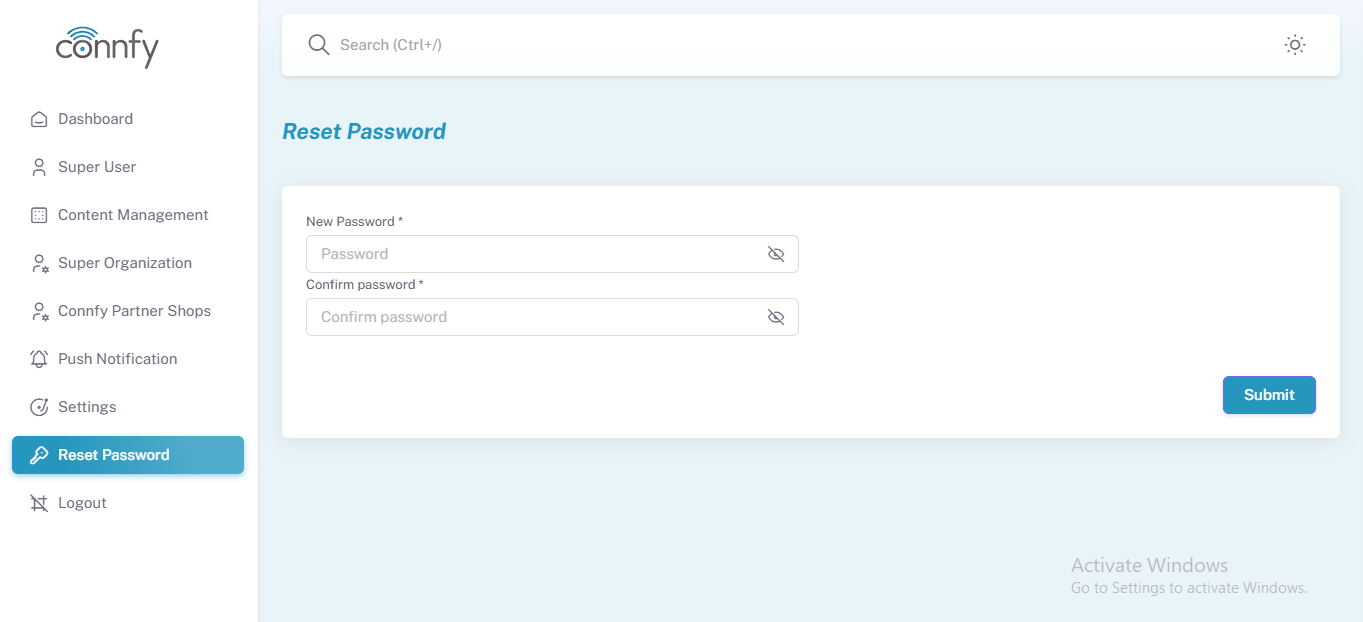 connfy
Search (Ctrl+/)
Dashboard
Super User
Content Management
Super Organization
Connfy Partner Shops
Push Notification
Settings
Reset Password
Logout
Reset Password
New Password *
Password
Confirm password *
Confirm password
Submit
Activate Windows
Go to Settings to activate Windows.